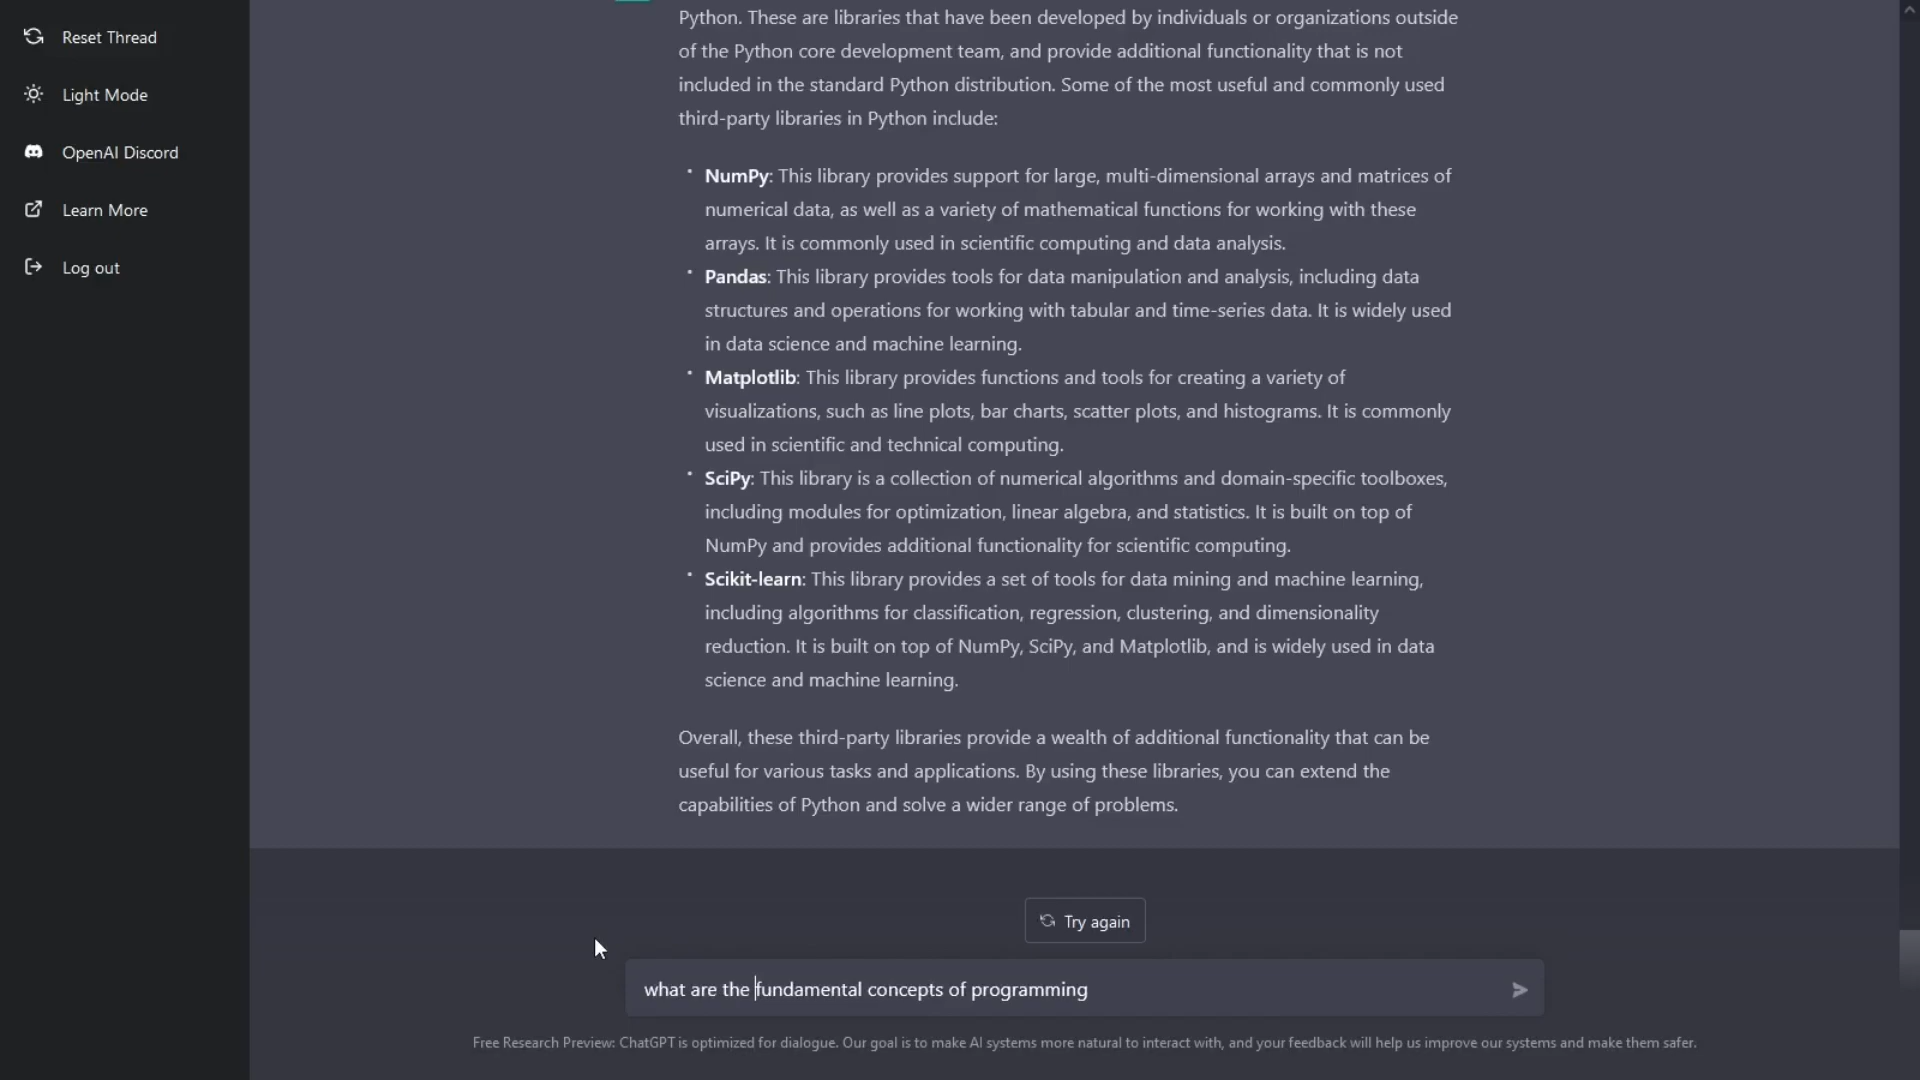 Reset Thread
Light Mode
OpenAI Discord
Learn More
Log out
Python. These are libraries that have been developed by individuals or organizations outside
of the Python core development team, and provide additional functionality that is not
included in the standard Python distribution. Some of the most useful and commonly used
third-party libraries in Python include:
• NumPy: This library provides support for large, multi-dimensional arrays and matrices of
numerical data, as well as a variety of mathematical functions for working with these
arrays. It is commonly used in scientific computing and data analysis.
• Pandas: This library provides tools for data manipulation and analysis, including data
structures and operations for working with tabular and time-series data. It is widely used
in data science and machine learning.
• Matplotlib: This library provides functions and tools for creating a variety of
visualizations, such as line plots, bar charts, scatter plots, and histograms. It is commonly
used in scientific and technical computing.
• SciPy: This library is a collection of numerical algorithms and domain-specific toolboxes,
including modules for optimization, linear algebra, and statistics. It is built on top of
NumPy and provides additional functionality for scientific computing.
• Scikit-learn: This library provides a set of tools for data mining and machine learning,
including algorithms for classification, regression, clustering, and dimensionality
reduction. It is built on top of NumPy, SciPy, and Matplotlib, and is widely used in data
science and machine learning.
Overall, these third-party libraries provide a wealth of additional functionality that can be
useful for various tasks and applications. By using these libraries, you can extend the
capabilities of Python and solve a wider range of problems.
Try again
what are the fundamental concepts of programming
Free Research Preview: ChatGPT is optimized for dialogue. Our goal is to make AI systems more natural to interact with, and your feedback will help us improve our systems and make them safer.